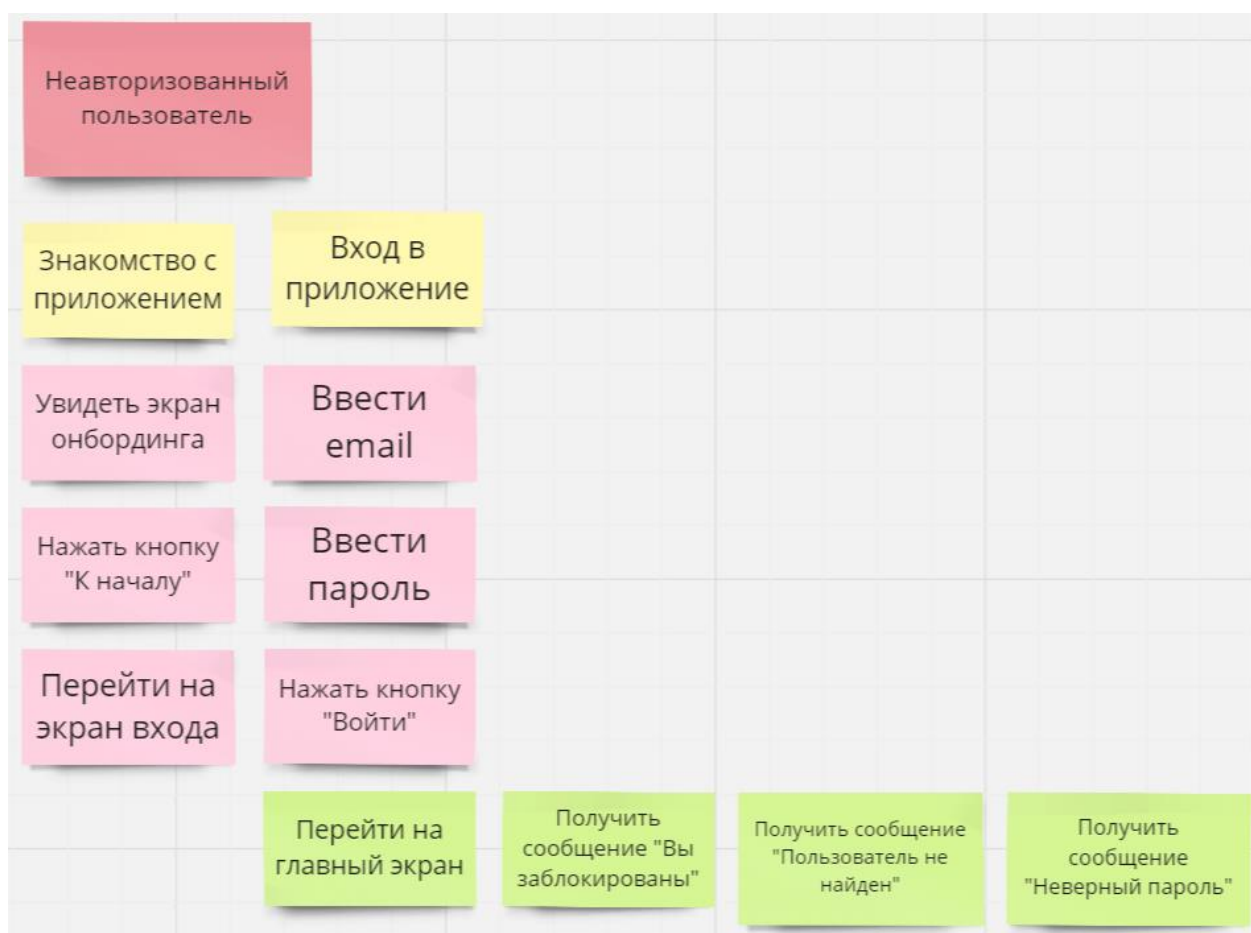 Неавторизованный
пользователь
Знакомство с
приложением
Вход в
приложение
Увидеть экран
онбординга
Ввести
email
Нажать кнопку
"К началу"
Ввести
пароль
Перейти на
экран входа
Нажать кнопку
"Войти"
Перейти на
главный экран
Получить
сообщение "Вы
заблокированы"
Получить сообщение
"Пользователь не
найден"
Получить
сообщение
"Неверный пароль"